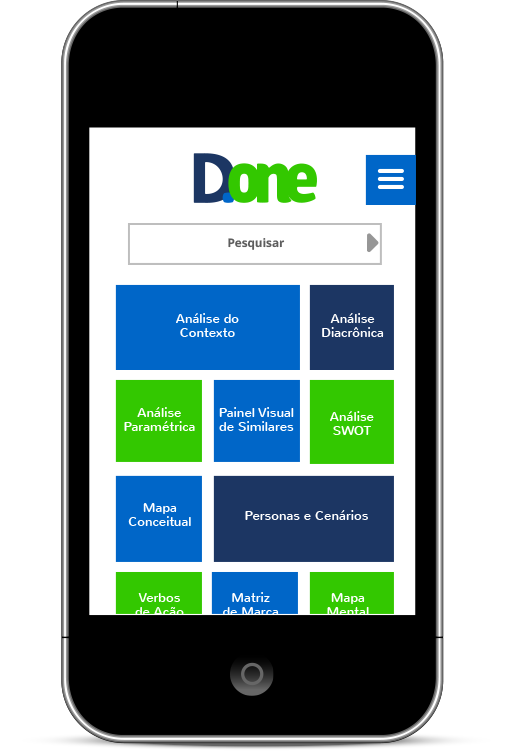 D.one
Pesquisar
Análise do
Contexto
Análise
Diacrônica
Análise
Paramétrica
Painel Visual
de Similares
Análise
SWOT
Mapa
Conceitual
Personas e Cenários
Verbos
de Ação
Matriz
de Marca
Mapa
Mental